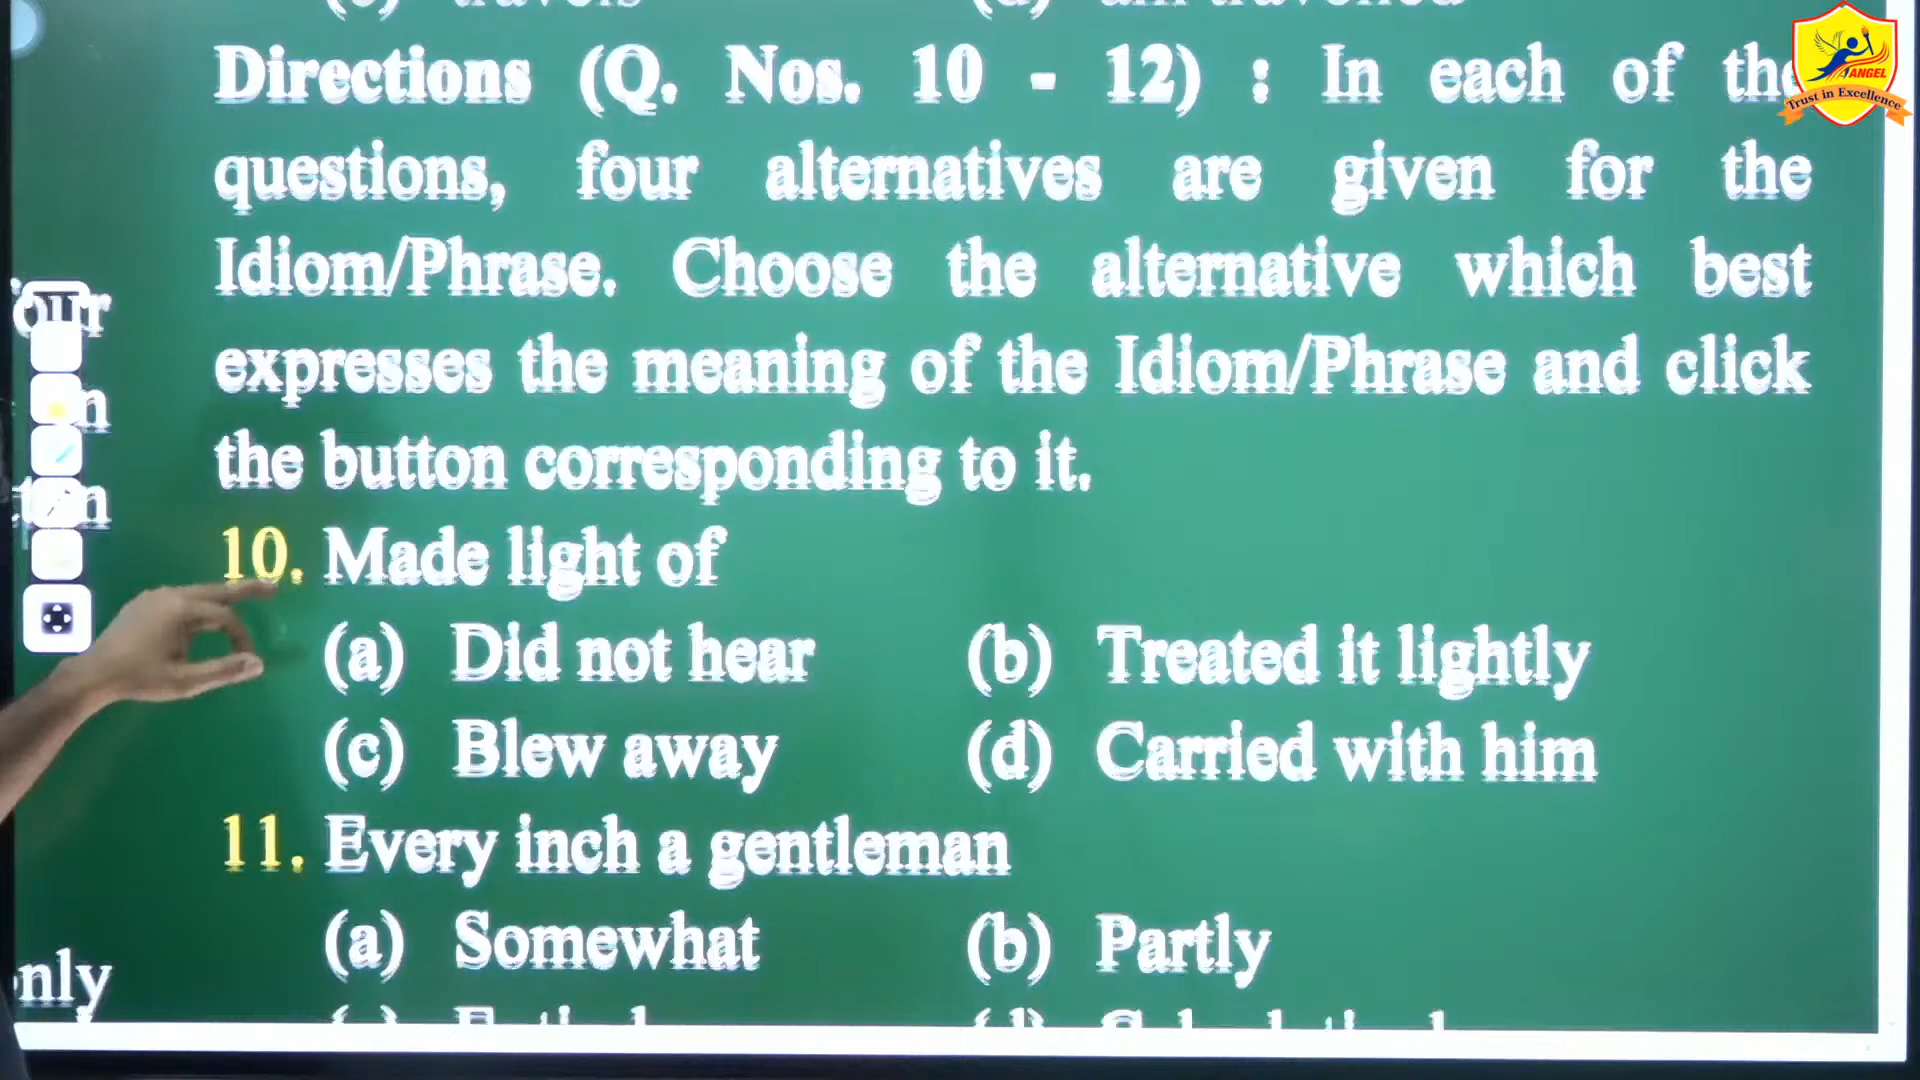 Directions (Q. Nos. 10 - 12) : In each of the
questions, four alternatives are given for the
Idiom/Phrase. Choose the alternative which best
expresses the meaning of the Idiom/Phrase and click
the button corresponding to it.
10. Made light of
(a) Did not hear (b) Treated it lightly
(c) Blew away (d) Carried with him
11. Every inch a gentleman
(a) Somewhat (b) Partly
ANGEL
Trust in Excellence